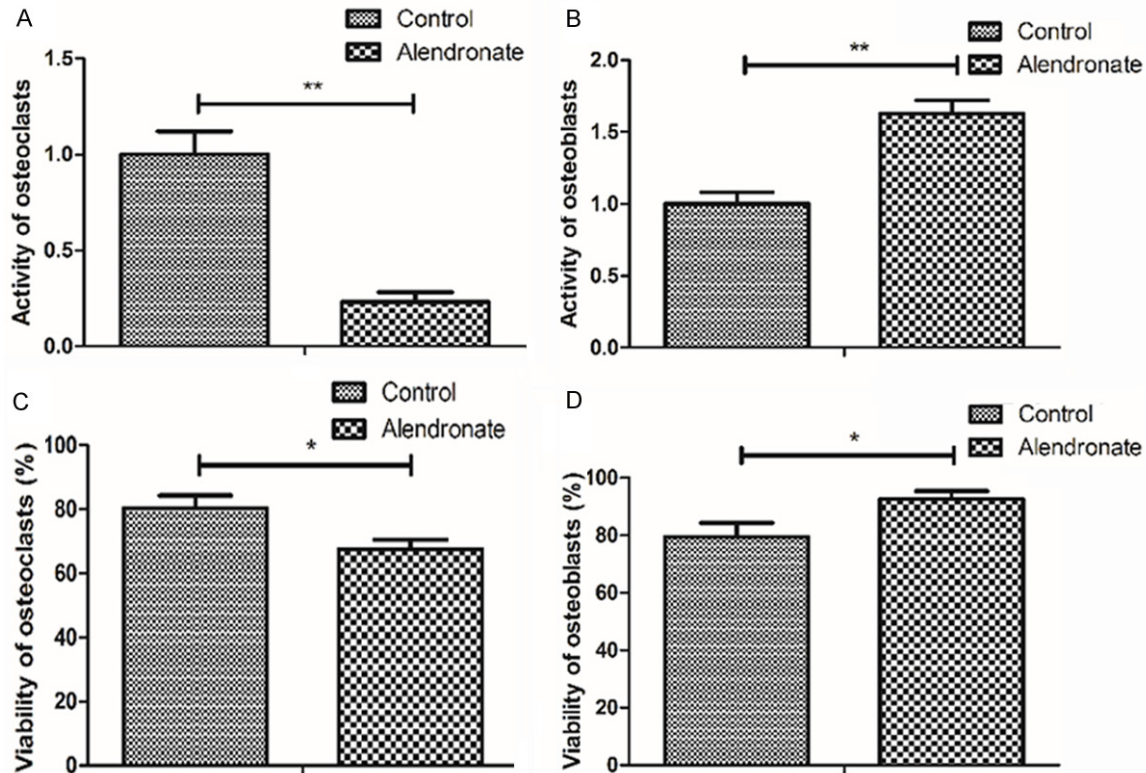 A
Control
Alendronate
**
Activity of osteoclasts
1.5
1.0
0.5
0.0
B
Control
Alendronate
**
Activity of osteoblasts
2.0
1.5
1.0
0.5
0.0
C
Control
Alendronate
*
Viability of osteoclasts (%)
100
80
60
40
20
0
D
Control
Alendronate
*
Viability of osteoblasts (%)
100
80
60
40
20
0